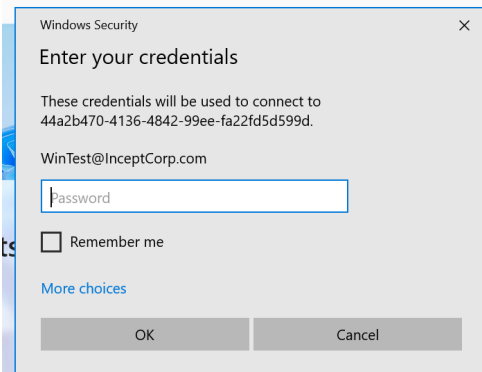 Windows Security
Enter your credentials
These credentials will be used to connect to
44a2b470-4136-4842-99ee-fa22fd5d599d.
WinTest@InceptCorp.com
Password
Remember me
More choices
OK
Cancel